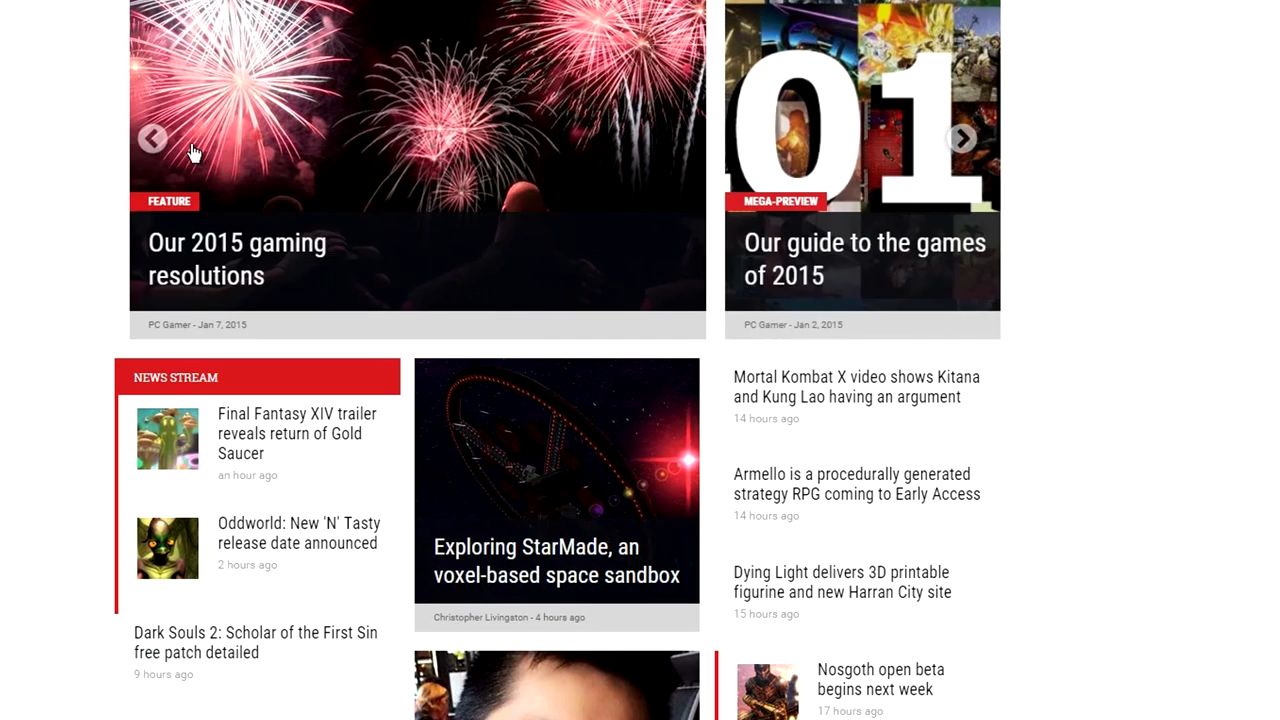 01
FEATURE
Our 2015 gaming
resolutions
PC Gamer - Jan 7, 2015
MEGA-PREVIEW
Our guide to the games
of 2015
PC Gamer - Jan 2, 2015
NEWS STREAM
Final Fantasy XIV trailer
reveals return of Gold
Saucer
an hour ago
Oddworld: New 'N' Tasty
release date announced
2 hours ago
Dark Souls 2: Scholar of the First Sin
free patch detailed
9 hours ago
Exploring StarMade, an
voxel-based space sandbox
Christopher Livingston - 4 hours ago
Mortal Kombat X video shows Kitana
and Kung Lao having an argument
14 hours ago
Armello is a procedurally generated
strategy RPG coming to Early Access
14 hours ago
Dying Light delivers 3D printable
figurine and new Harran City site
15 hours ago
Nosgoth open beta
begins next week
17 hours ago